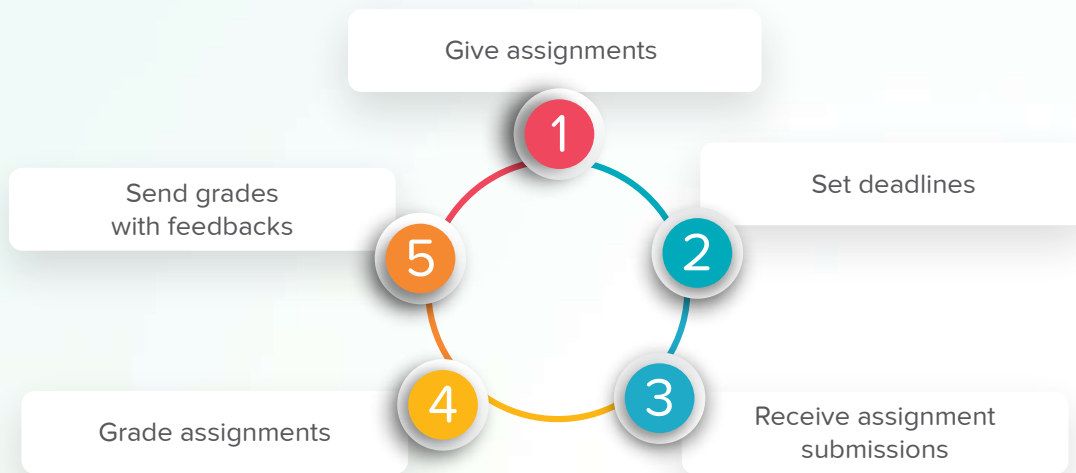 Give assignments
1
Set deadlines
2
Receive assignment
submissions
3
Grade assignments
4
Send grades
with feedbacks
5